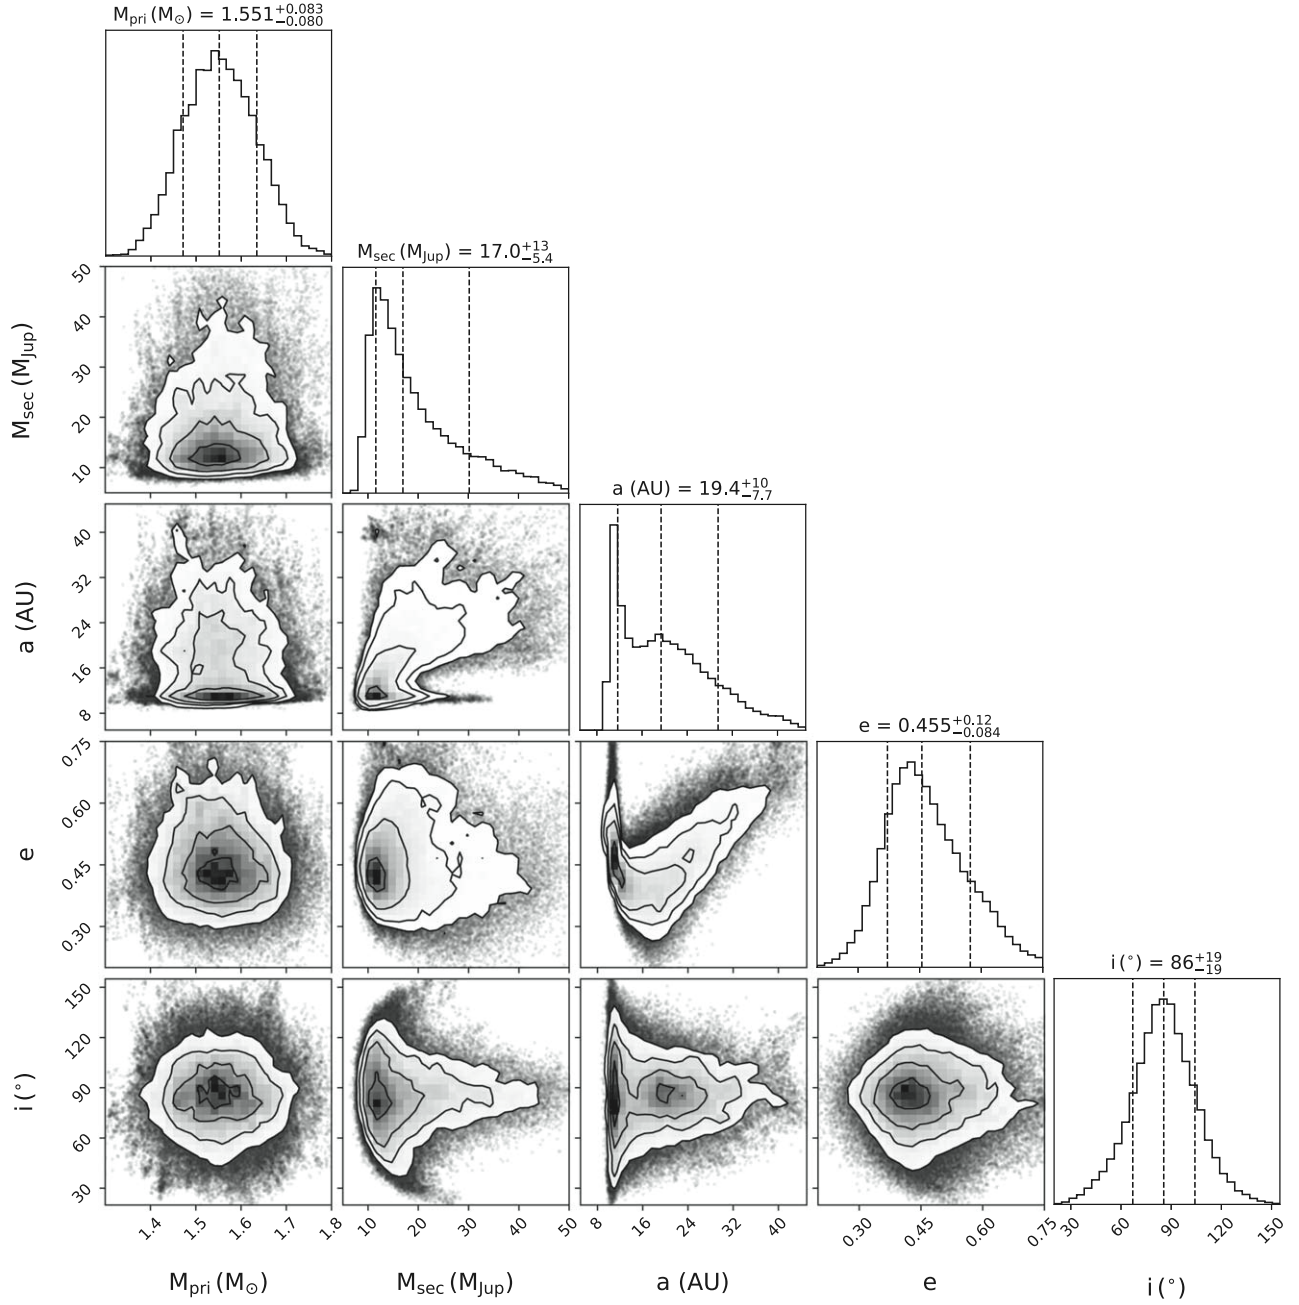 M_pri (M_⊙) = 1.551^{+0.083}_{-0.080}
M_sec (M_Jup) = 17.0^{+13}_{-5.4}
50
40
30
20
10
M_sec (M_Jup)
a (AU) = 19.4^{+10}_{-7.7}
40
32
24
16
8
a (AU)
e = 0.455^{+0.12}_{-0.084}
0.75
0.60
0.45
0.30
e
i (°) = 86^{+19}_{-19}
150
120
90
60
30
i (°)
1.4 1.5 1.6 1.7 1.8 10 20 30 40 50 8 16 24 32 40 0.30 0.45 0.60 0.75 30 60 90 120 150
M_pri (M_⊙) M_sec (M_Jup) a (AU) e i (°)